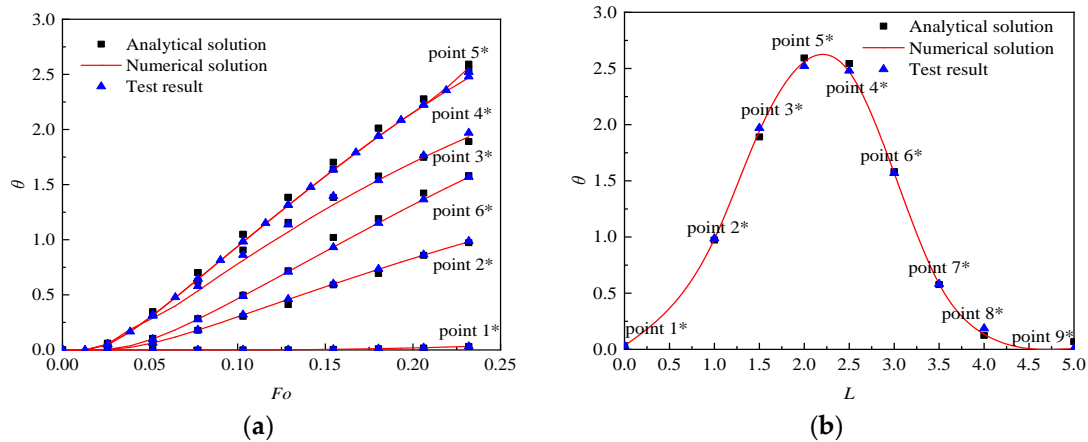 3.0
2.5
2.0
1.5
1.0
0.5
0.0
θ
Analytical solution
Numerical solution
Test result
point 5*
point 4*
point 3*
point 6*
point 2*
point 1*
0.00 0.05 0.10 0.15 0.20 0.25
Fo
(a)
3.0
2.5
2.0
1.5
1.0
0.5
0.0
θ
Analytical solution
Numerical solution
Test result
point 5*
point 4*
point 3*
point 6*
point 2*
point 7*
point 8*
point 1*
point 9*
0.0 0.5 1.0 1.5 2.0 2.5 3.0 3.5 4.0 4.5 5.0
L
(b)